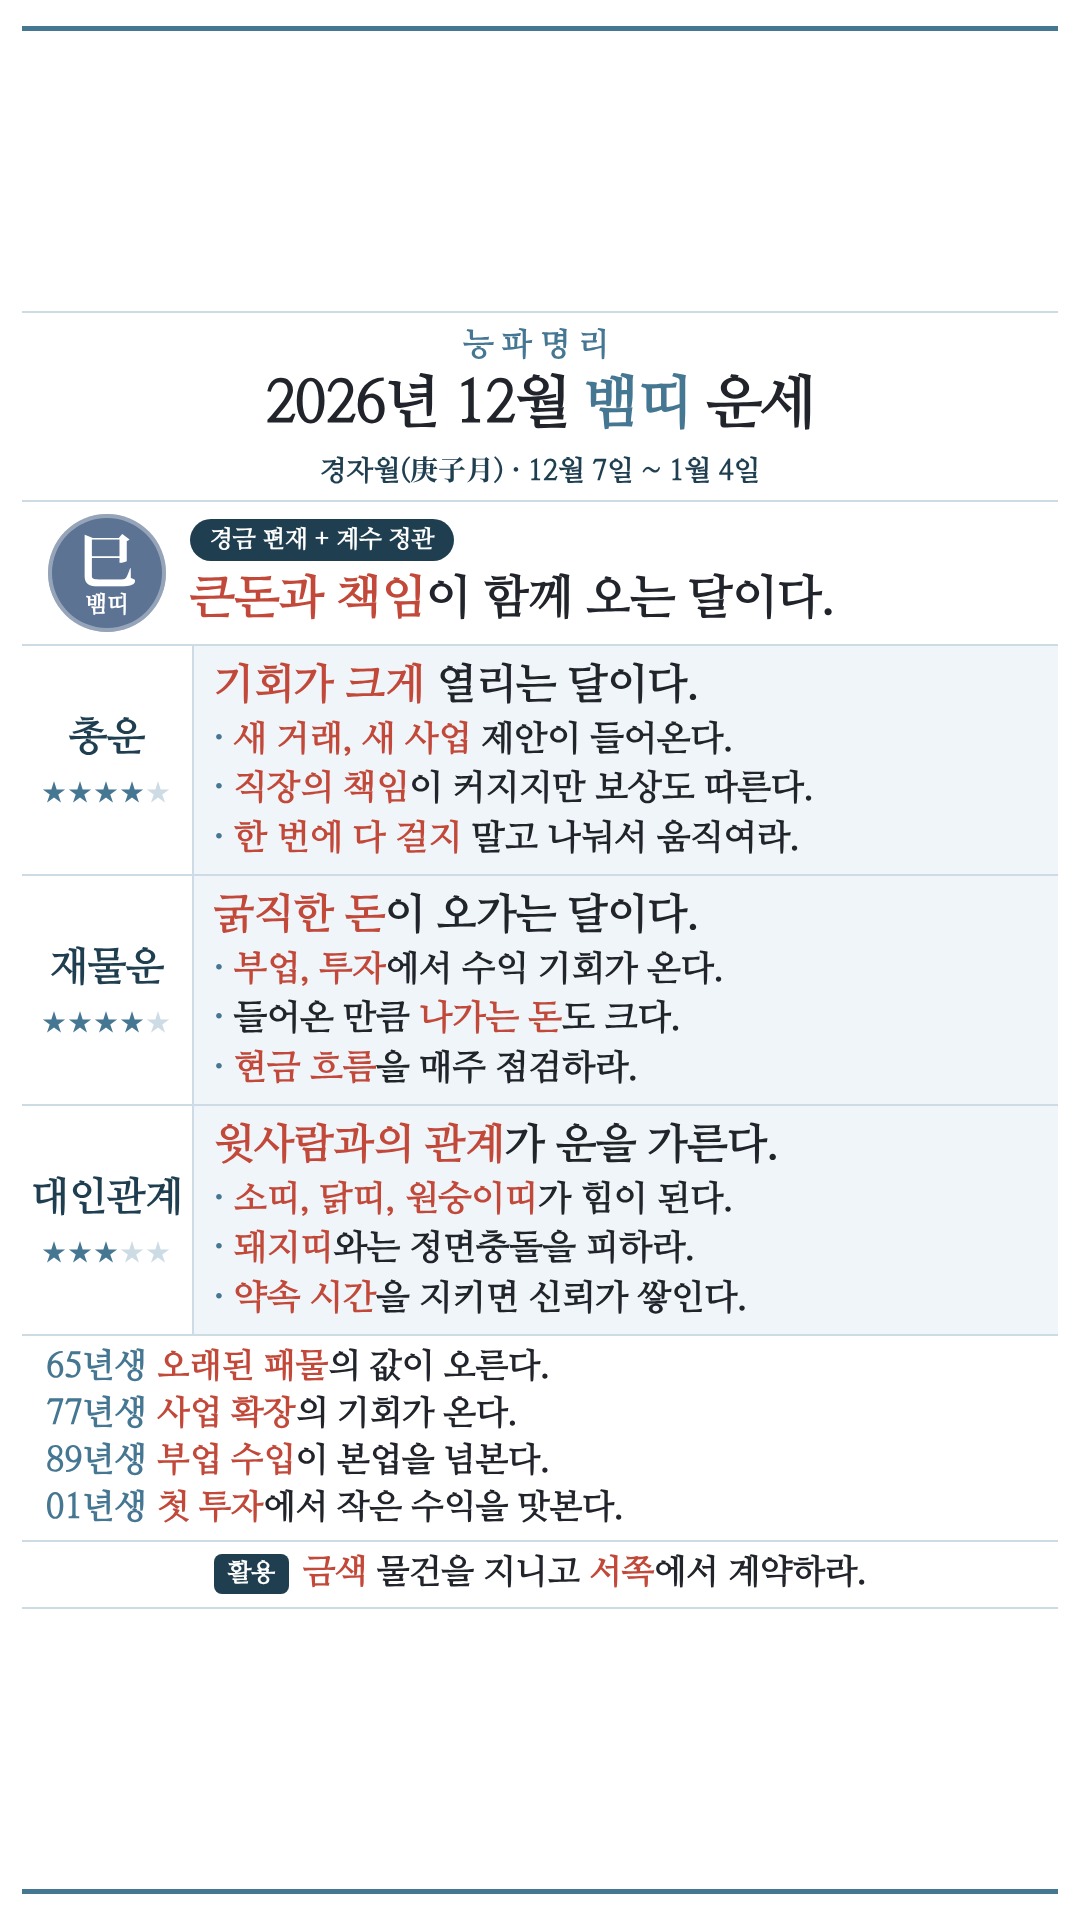 능파명리
2026년 12월 뱀띠 운세
경자월(庚子月) · 12월 7일 ~ 1월 4일
巳
뱀띠
경금 편재 + 계수 정관
큰돈과 책임이 함께 오는 달이다.
총운
★★★★★
기회가 크게 열리는 달이다.
· 새 거래, 새 사업 제안이 들어온다.
· 직장의 책임이 커지지만 보상도 따른다.
· 한 번에 다 걸지 말고 나눠서 움직여라.
재물운
★★★★★
굵직한 돈이 오가는 달이다.
· 부업, 투자에서 수익 기회가 온다.
· 들어온 만큼 나가는 돈도 크다.
· 현금 흐름을 매주 점검하라.
대인관계
★★★★★
윗사람과의 관계가 운을 가른다.
· 소띠, 닭띠, 원숭이띠가 힘이 된다.
· 돼지띠와는 정면충돌을 피하라.
· 약속 시간을 지키면 신뢰가 쌓인다.
65년생 오래된 패물의 값이 오른다.
77년생 사업 확장의 기회가 온다.
89년생 부업 수입이 본업을 넘본다.
01년생 첫 투자에서 작은 수익을 맛본다.
활용 금색 물건을 지니고 서쪽에서 계약하라.